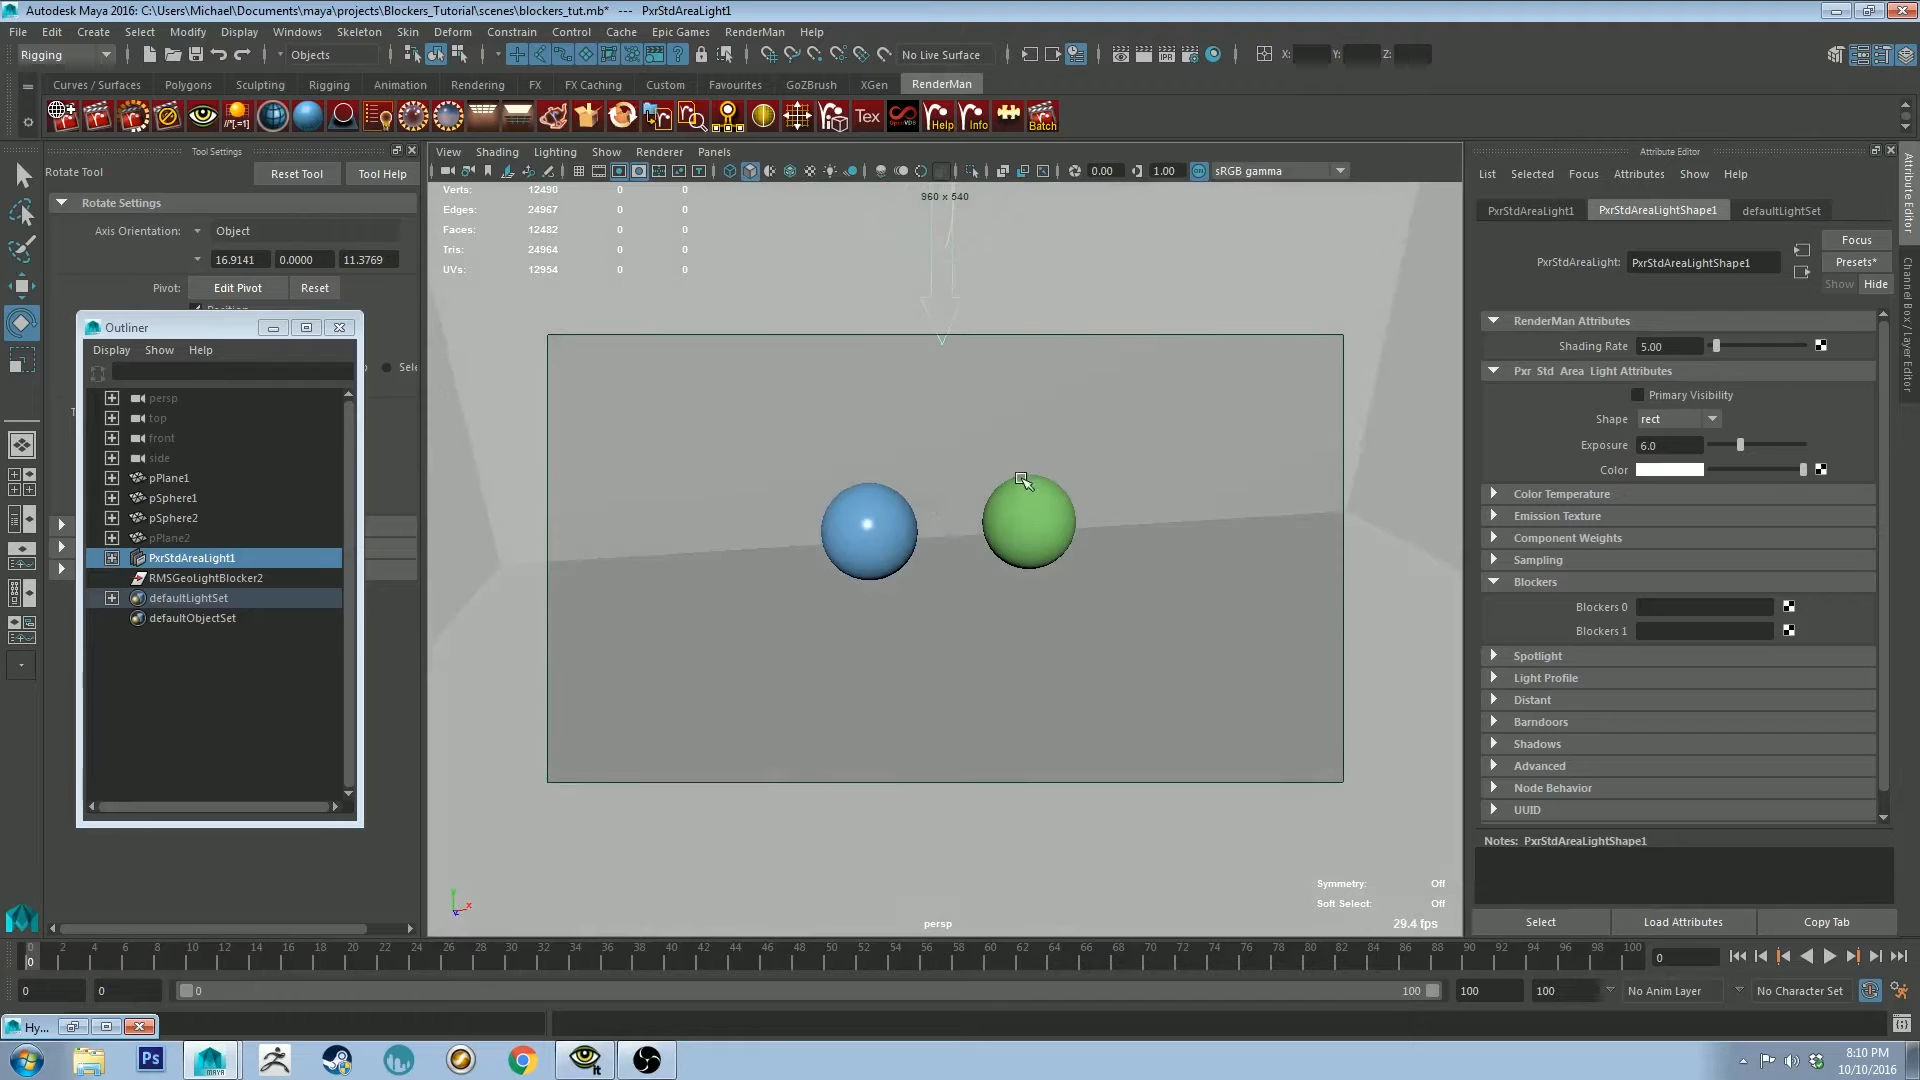 Autodesk Maya 2016: C:\Users\Michael\Documents\maya\projects\Blockers_Tutorial\scenes\blockers_tut.mb* --- PxrStdAreaLight1
File Edit Create Select Modify Display Windows Skeleton Skin Deform Constrain Control Cache Epic Games RenderMan Help
Rigging Objects No Live Surface X: Y: Z:
Curves / Surfaces Polygons Sculpting Rigging Animation Rendering FX FX Caching Custom Favourites GoZBrush XGen RenderMan
Tex Help Info Batch
Tool Settings
Rotate Tool Reset Tool Tool Help
Rotate Settings
Axis Orientation: Object
16.9141 0.0000 11.3769
Pivot: Edit Pivot Reset
Outliner
Display Show Help
persp
top
front
side
pPlane1
pSphere1
pSphere2
pPlane2
PxrStdAreaLight1
RMSGeoLightBlocker2
defaultLightSet
defaultObjectSet
View Shading Lighting Show Renderer Panels
0.00 1.00 sRGB gamma
Verts: 12490 0 0
Edges: 24967 0 0
Faces: 12482 0 0
Tris: 24964 0 0
UVs: 12954 0 0
960 x 540
Symmetry: Off
Soft Select: Off
persp
29.4 fps
Attribute Editor
List Selected Focus Attributes Show Help
PxrStdAreaLight1 PxrStdAreaLightShape1 defaultLightSet
PxrStdAreaLight: PxrStdAreaLightShape1
Focus
Presets*
Show Hide
RenderMan Attributes
Shading Rate 5.00
Pxr Std Area Light Attributes
Primary Visibility
Shape rect
Exposure 6.0
Color
Color Temperature
Emission Texture
Component Weights
Sampling
Blockers
Blockers 0
Blockers 1
Spotlight
Light Profile
Distant
Barndoors
Shadows
Advanced
Node Behavior
UUID
Notes: PxrStdAreaLightShape1
Select Load Attributes Copy Tab
Attribute Editor
Channel Box / Layer Editor
0 2 4 6 8 10 12 14 16 18 20 22 24 26 28 30 32 34 36 38 40 42 44 46 48 50 52 54 56 58 60 62 64 66 68 70 72 74 76 78 80 82 84 86 88 90 92 94 96 98 100
0 0
0 0 0 100 100 100 No Anim Layer No Character Set
Hy...
Ps MAYA it
8:10 PM
10/10/2016